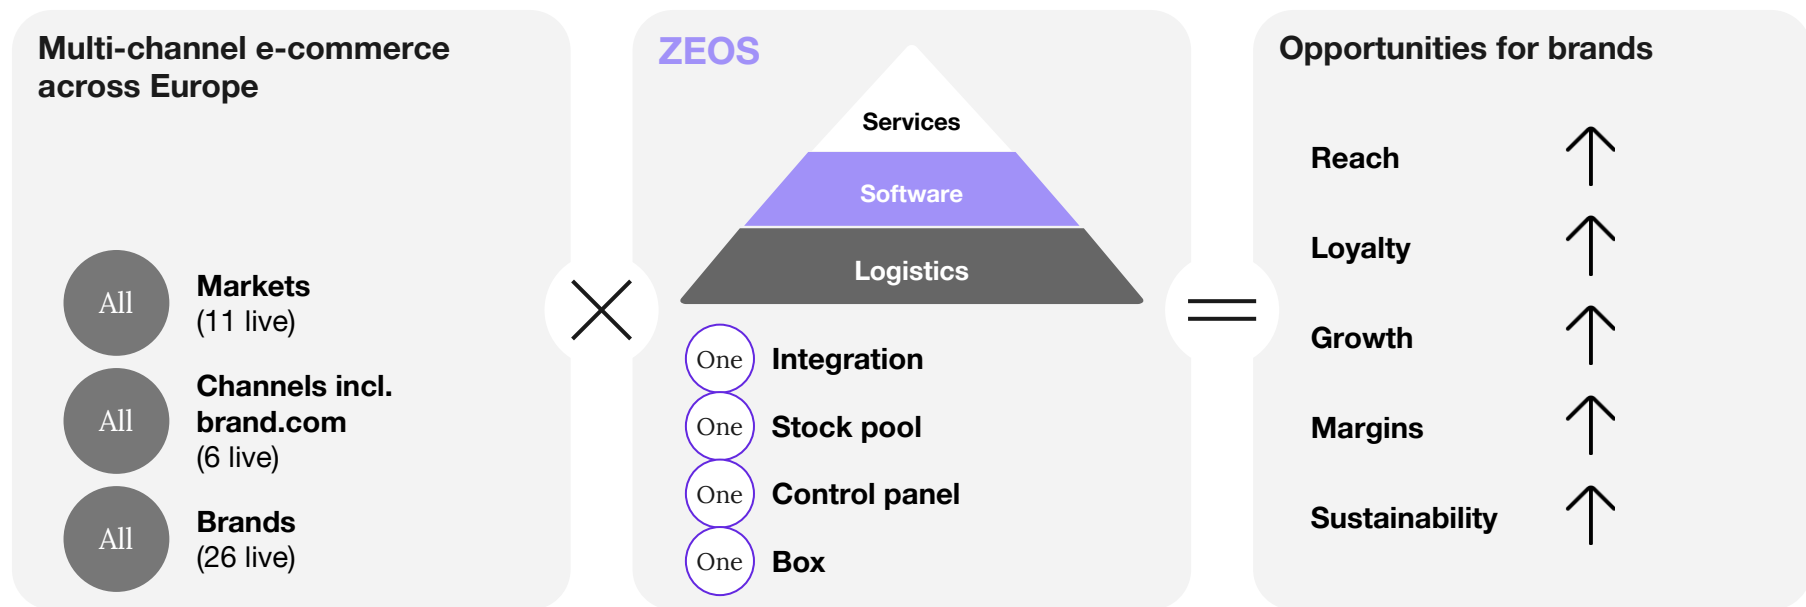 Multi-channel e-commerce
across Europe
All
Markets
(11 live)
All
Channels incl.
brand.com
(6 live)
All
Brands
(26 live)
ZEOS
Services
Software
Logistics
One
Integration
One
Stock pool
One
Control panel
One
Box
Opportunities for brands
Reach
Loyalty
Growth
Margins
Sustainability